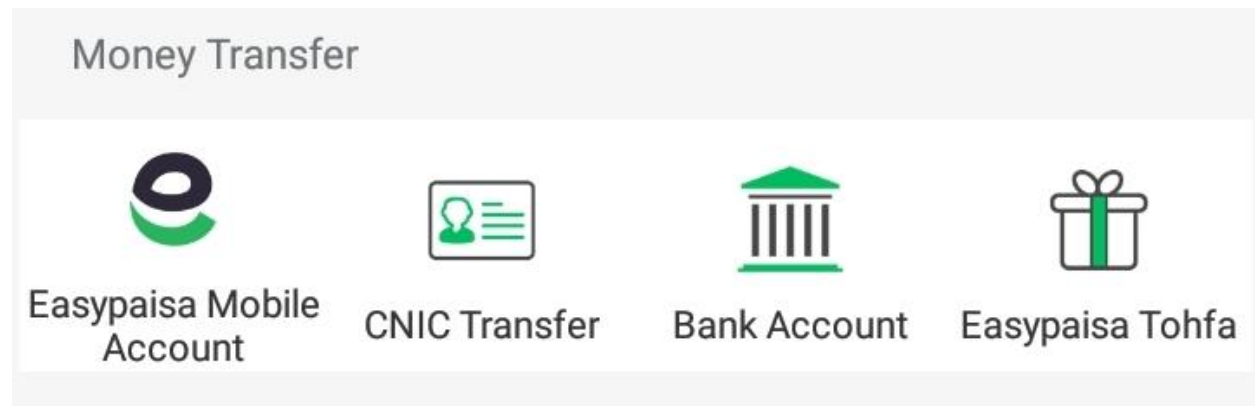 Money Transfer
Easypaisa Mobile
Account
CNIC Transfer
Bank Account
Easypaisa Tohfa